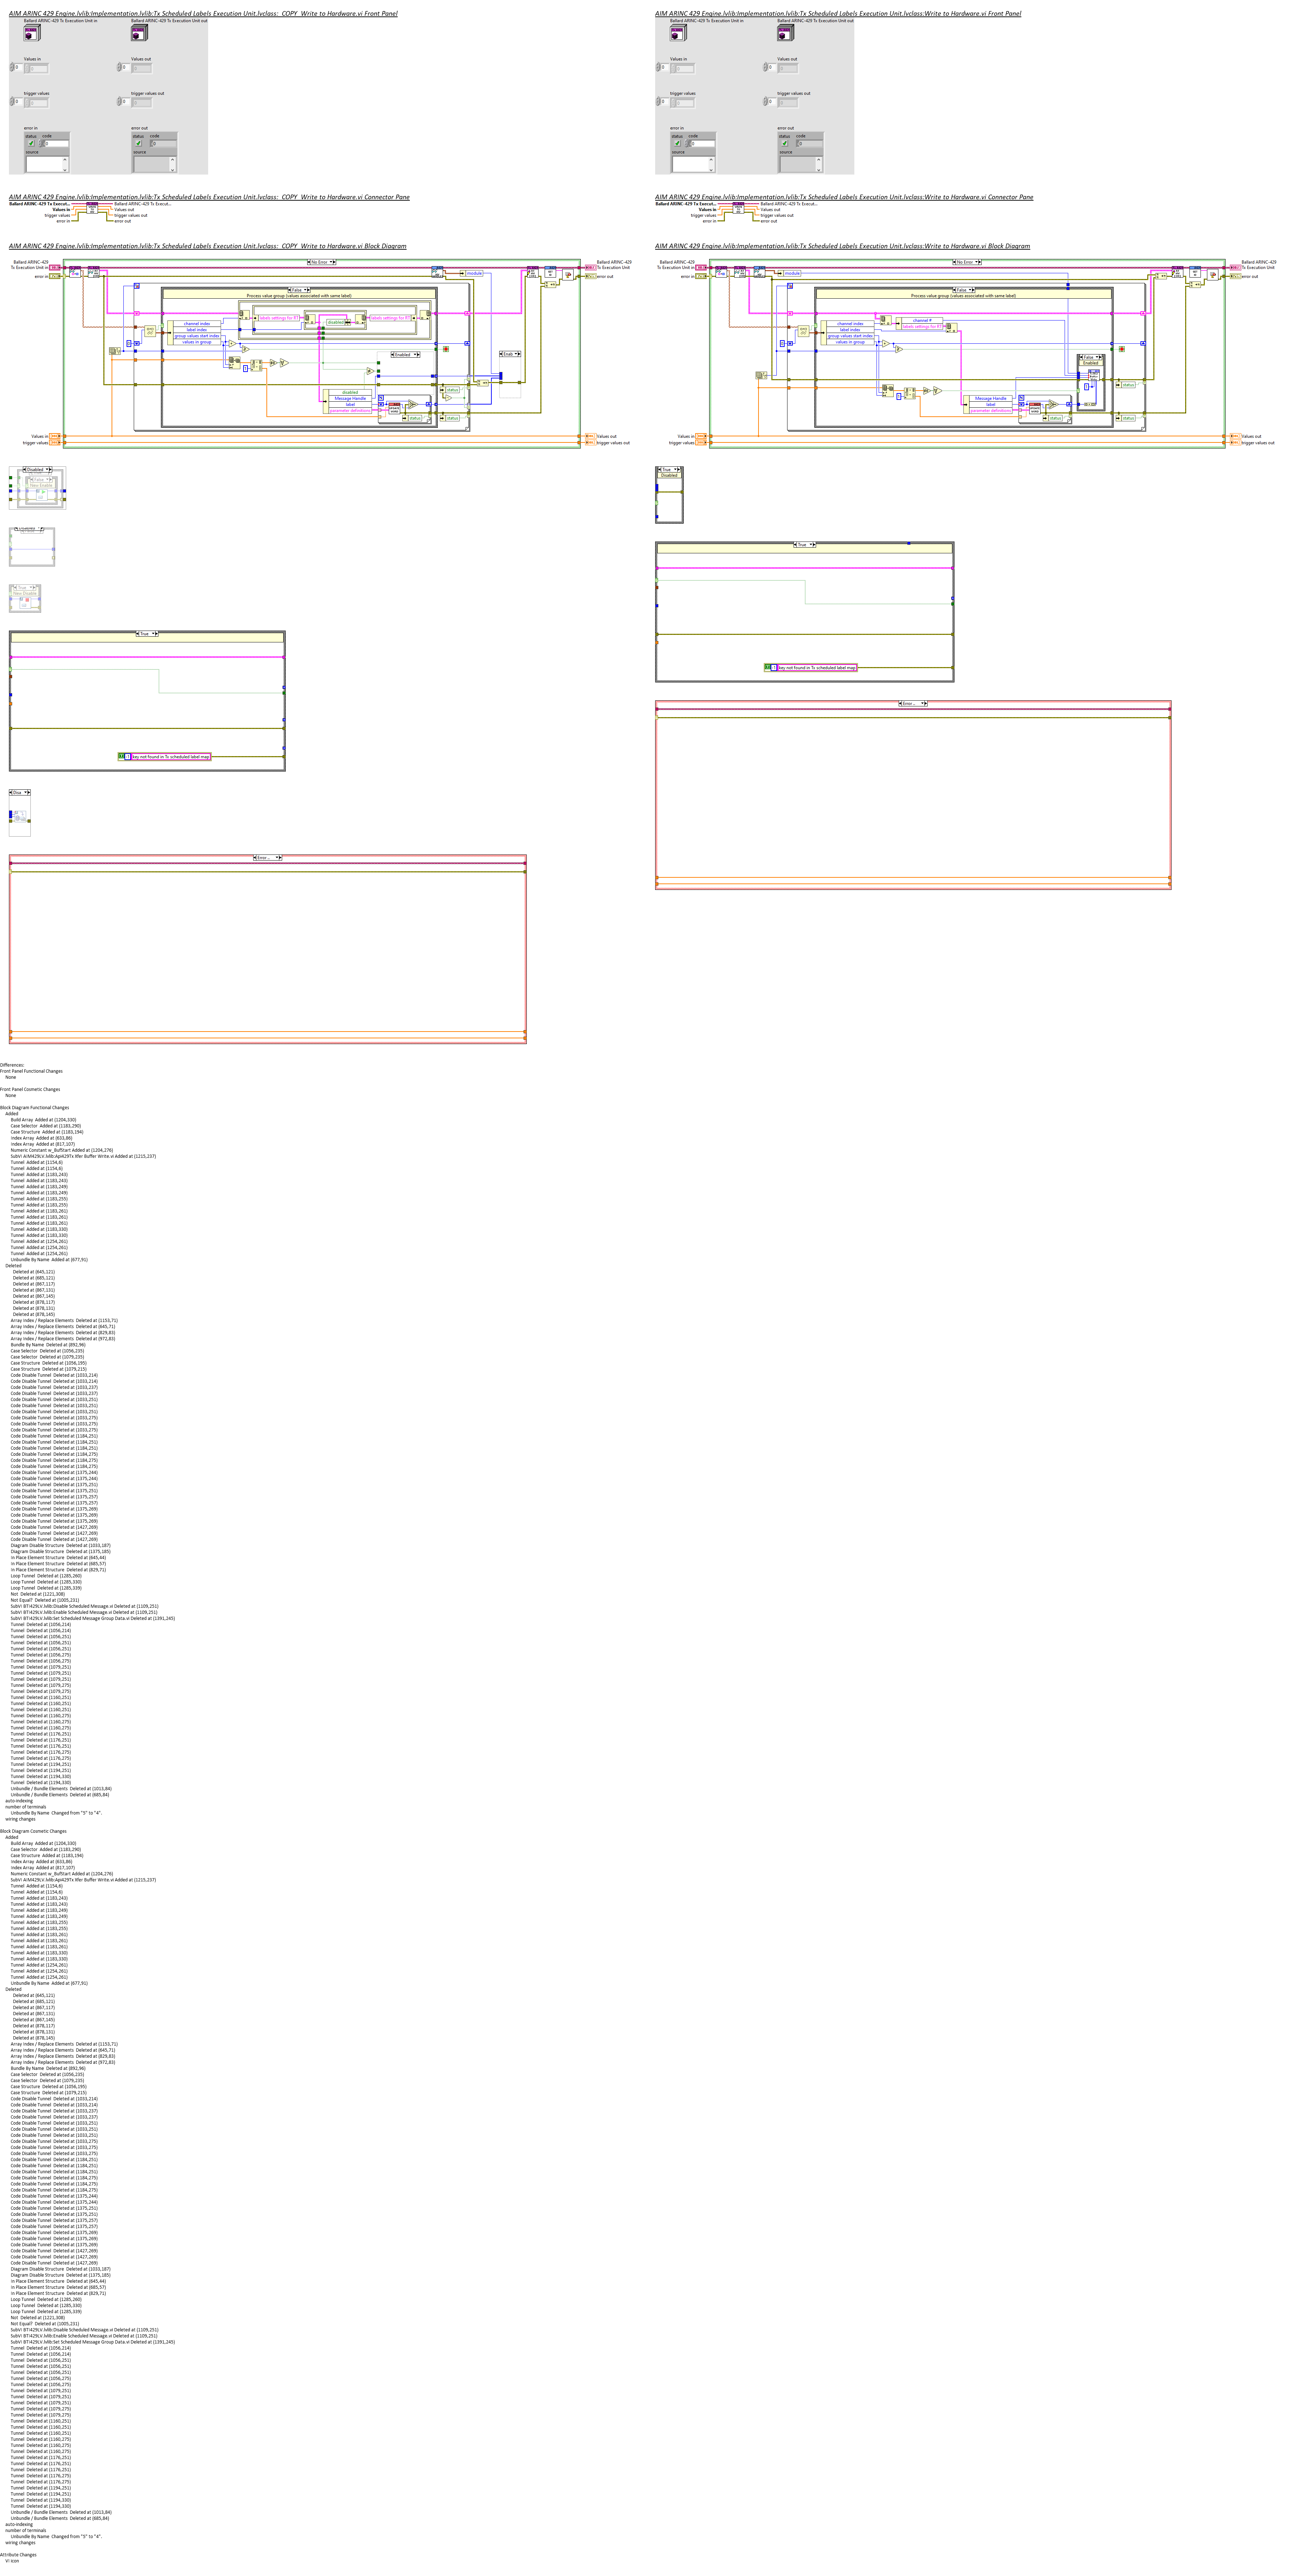 AIM ARINC 429 Engine.lvlib:Implementation.lvlib:Tx Scheduled Labels Execution Unit.lvclass:  COPY  Write to Hardware.vi Front Panel
Ballard ARINC-429 Tx Execution Unit in
Ballard ARINC-429 Tx Execution Unit out
Values in
Values out
trigger values
trigger values out
error in
error out
status code
status code
source
source
AIM ARINC 429 Engine.lvlib:Implementation.lvlib:Tx Scheduled Labels Execution Unit.lvclass:  COPY  Write to Hardware.vi Connector Pane
Ballard ARINC-429 Tx Execut...
Ballard ARINC-429 Tx Execut...
Values in
Values out
trigger values
trigger values out
error in
error out
AIM ARINC 429 Engine.lvlib:Implementation.lvlib:Tx Scheduled Labels Execution Unit.lvclass:  COPY  Write to Hardware.vi Block Diagram
No Error
Ballard ARINC-429
Tx Execution Unit in
Ballard ARINC-429
Tx Execution Unit
error in
error out
module
False
Process value group (values associated with same label)
labels settings for RT
disabled
labels settings for RT
channel index
label index
group values start index
values in group
Enabled
Enab
disabled
Message Handle
label
parameter definitions
status
status
Values in
Values out
trigger values
trigger values out
Disabled
False
New Enable
True
New Disable
True
key not found in Tx scheduled label map
Disa
Error
AIM ARINC 429 Engine.lvlib:Implementation.lvlib:Tx Scheduled Labels Execution Unit.lvclass:Write to Hardware.vi Front Panel
Ballard ARINC-429 Tx Execution Unit in
Ballard ARINC-429 Tx Execution Unit out
Values in
Values out
trigger values
trigger values out
error in
error out
status code
status code
source
source
AIM ARINC 429 Engine.lvlib:Implementation.lvlib:Tx Scheduled Labels Execution Unit.lvclass:Write to Hardware.vi Connector Pane
Ballard ARINC-429 Tx Execut...
Ballard ARINC-429 Tx Execut...
Values in
Values out
trigger values
trigger values out
error in
error out
AIM ARINC 429 Engine.lvlib:Implementation.lvlib:Tx Scheduled Labels Execution Unit.lvclass:Write to Hardware.vi Block Diagram
No Error
Ballard ARINC-429
Tx Execution Unit in
Ballard ARINC-429
Tx Execution Unit
error in
error out
module
False
Process value group (values associated with same label)
channel #
labels settings for RT
channel index
label index
group values start index
values in group
False
Enabled
Message Handle
label
parameter definitions
status
status
Values in
Values out
trigger values
trigger values out
True
Disabled
True
key not found in Tx scheduled label map
Error
Differences:
Front Panel Functional Changes
None
Front Panel Cosmetic Changes
None
Block Diagram Functional Changes
Added
Build Array  Added at (1204,330)
Case Selector  Added at (1183,290)
Case Structure  Added at (1183,194)
Index Array  Added at (633,86)
Index Array  Added at (817,107)
Numeric Constant w_BufStart Added at (1204,276)
SubVI AIM429LV.lvlib:Api429Tx Xfer Buffer Write.vi Added at (1215,237)
Tunnel  Added at (1154,6)
Tunnel  Added at (1154,6)
Tunnel  Added at (1183,243)
Tunnel  Added at (1183,243)
Tunnel  Added at (1183,249)
Tunnel  Added at (1183,249)
Tunnel  Added at (1183,255)
Tunnel  Added at (1183,255)
Tunnel  Added at (1183,261)
Tunnel  Added at (1183,261)
Tunnel  Added at (1183,261)
Tunnel  Added at (1183,330)
Tunnel  Added at (1183,330)
Tunnel  Added at (1254,261)
Tunnel  Added at (1254,261)
Tunnel  Added at (1254,261)
Unbundle By Name  Added at (677,91)
Deleted
Deleted at (645,121)
Deleted at (685,121)
Deleted at (867,117)
Deleted at (867,131)
Deleted at (867,145)
Deleted at (878,117)
Deleted at (878,131)
Deleted at (878,145)
Array Index / Replace Elements  Deleted at (1153,71)
Array Index / Replace Elements  Deleted at (645,71)
Array Index / Replace Elements  Deleted at (829,83)
Array Index / Replace Elements  Deleted at (972,83)
Bundle By Name  Deleted at (892,96)
Case Selector  Deleted at (1056,235)
Case Selector  Deleted at (1079,235)
Case Structure  Deleted at (1056,195)
Case Structure  Deleted at (1079,215)
Code Disable Tunnel  Deleted at (1033,214)
Code Disable Tunnel  Deleted at (1033,214)
Code Disable Tunnel  Deleted at (1033,237)
Code Disable Tunnel  Deleted at (1033,237)
Code Disable Tunnel  Deleted at (1033,251)
Code Disable Tunnel  Deleted at (1033,251)
Code Disable Tunnel  Deleted at (1033,251)
Code Disable Tunnel  Deleted at (1033,275)
Code Disable Tunnel  Deleted at (1033,275)
Code Disable Tunnel  Deleted at (1033,275)
Code Disable Tunnel  Deleted at (1184,251)
Code Disable Tunnel  Deleted at (1184,251)
Code Disable Tunnel  Deleted at (1184,251)
Code Disable Tunnel  Deleted at (1184,275)
Code Disable Tunnel  Deleted at (1184,275)
Code Disable Tunnel  Deleted at (1184,275)
Code Disable Tunnel  Deleted at (1375,244)
Code Disable Tunnel  Deleted at (1375,244)
Code Disable Tunnel  Deleted at (1375,251)
Code Disable Tunnel  Deleted at (1375,251)
Code Disable Tunnel  Deleted at (1375,257)
Code Disable Tunnel  Deleted at (1375,257)
Code Disable Tunnel  Deleted at (1375,269)
Code Disable Tunnel  Deleted at (1375,269)
Code Disable Tunnel  Deleted at (1375,269)
Code Disable Tunnel  Deleted at (1427,269)
Code Disable Tunnel  Deleted at (1427,269)
Code Disable Tunnel  Deleted at (1427,269)
Diagram Disable Structure  Deleted at (1033,187)
Diagram Disable Structure  Deleted at (1375,185)
In Place Element Structure  Deleted at (645,44)
In Place Element Structure  Deleted at (685,57)
In Place Element Structure  Deleted at (829,71)
Loop Tunnel  Deleted at (1285,260)
Loop Tunnel  Deleted at (1285,330)
Loop Tunnel  Deleted at (1285,339)
Not  Deleted at (1221,308)
Not Equal?  Deleted at (1005,231)
SubVI BTI429LV.lvlib:Disable Scheduled Message.vi Deleted at (1109,251)
SubVI BTI429LV.lvlib:Enable Scheduled Message.vi Deleted at (1109,251)
SubVI BTI429LV.lvlib:Set Scheduled Message Group Data.vi Deleted at (1391,245)
Tunnel  Deleted at (1056,214)
Tunnel  Deleted at (1056,214)
Tunnel  Deleted at (1056,251)
Tunnel  Deleted at (1056,251)
Tunnel  Deleted at (1056,251)
Tunnel  Deleted at (1056,275)
Tunnel  Deleted at (1056,275)
Tunnel  Deleted at (1079,251)
Tunnel  Deleted at (1079,251)
Tunnel  Deleted at (1079,251)
Tunnel  Deleted at (1079,275)
Tunnel  Deleted at (1079,275)
Tunnel  Deleted at (1160,251)
Tunnel  Deleted at (1160,251)
Tunnel  Deleted at (1160,251)
Tunnel  Deleted at (1160,275)
Tunnel  Deleted at (1160,275)
Tunnel  Deleted at (1160,275)
Tunnel  Deleted at (1176,251)
Tunnel  Deleted at (1176,251)
Tunnel  Deleted at (1176,251)
Tunnel  Deleted at (1176,275)
Tunnel  Deleted at (1176,275)
Tunnel  Deleted at (1194,251)
Tunnel  Deleted at (1194,251)
Tunnel  Deleted at (1194,330)
Tunnel  Deleted at (1194,330)
Unbundle / Bundle Elements  Deleted at (1013,84)
Unbundle / Bundle Elements  Deleted at (685,84)
auto-indexing
number of terminals
Unbundle By Name  Changed from "5" to "4".
wiring changes
Block Diagram Cosmetic Changes
Added
Build Array  Added at (1204,330)
Case Selector  Added at (1183,290)
Case Structure  Added at (1183,194)
Index Array  Added at (633,86)
Index Array  Added at (817,107)
Numeric Constant w_BufStart Added at (1204,276)
SubVI AIM429LV.lvlib:Api429Tx Xfer Buffer Write.vi Added at (1215,237)
Tunnel  Added at (1154,6)
Tunnel  Added at (1154,6)
Tunnel  Added at (1183,243)
Tunnel  Added at (1183,243)
Tunnel  Added at (1183,249)
Tunnel  Added at (1183,249)
Tunnel  Added at (1183,255)
Tunnel  Added at (1183,255)
Tunnel  Added at (1183,261)
Tunnel  Added at (1183,261)
Tunnel  Added at (1183,261)
Tunnel  Added at (1183,330)
Tunnel  Added at (1183,330)
Tunnel  Added at (1254,261)
Tunnel  Added at (1254,261)
Tunnel  Added at (1254,261)
Unbundle By Name  Added at (677,91)
Deleted
Deleted at (645,121)
Deleted at (685,121)
Deleted at (867,117)
Deleted at (867,131)
Deleted at (867,145)
Deleted at (878,117)
Deleted at (878,131)
Deleted at (878,145)
Array Index / Replace Elements  Deleted at (1153,71)
Array Index / Replace Elements  Deleted at (645,71)
Array Index / Replace Elements  Deleted at (829,83)
Array Index / Replace Elements  Deleted at (972,83)
Bundle By Name  Deleted at (892,96)
Case Selector  Deleted at (1056,235)
Case Selector  Deleted at (1079,235)
Case Structure  Deleted at (1056,195)
Case Structure  Deleted at (1079,215)
Code Disable Tunnel  Deleted at (1033,214)
Code Disable Tunnel  Deleted at (1033,214)
Code Disable Tunnel  Deleted at (1033,237)
Code Disable Tunnel  Deleted at (1033,237)
Code Disable Tunnel  Deleted at (1033,251)
Code Disable Tunnel  Deleted at (1033,251)
Code Disable Tunnel  Deleted at (1033,251)
Code Disable Tunnel  Deleted at (1033,275)
Code Disable Tunnel  Deleted at (1033,275)
Code Disable Tunnel  Deleted at (1033,275)
Code Disable Tunnel  Deleted at (1184,251)
Code Disable Tunnel  Deleted at (1184,251)
Code Disable Tunnel  Deleted at (1184,251)
Code Disable Tunnel  Deleted at (1184,275)
Code Disable Tunnel  Deleted at (1184,275)
Code Disable Tunnel  Deleted at (1184,275)
Code Disable Tunnel  Deleted at (1375,244)
Code Disable Tunnel  Deleted at (1375,244)
Code Disable Tunnel  Deleted at (1375,251)
Code Disable Tunnel  Deleted at (1375,251)
Code Disable Tunnel  Deleted at (1375,257)
Code Disable Tunnel  Deleted at (1375,257)
Code Disable Tunnel  Deleted at (1375,269)
Code Disable Tunnel  Deleted at (1375,269)
Code Disable Tunnel  Deleted at (1375,269)
Code Disable Tunnel  Deleted at (1427,269)
Code Disable Tunnel  Deleted at (1427,269)
Code Disable Tunnel  Deleted at (1427,269)
Diagram Disable Structure  Deleted at (1033,187)
Diagram Disable Structure  Deleted at (1375,185)
In Place Element Structure  Deleted at (645,44)
In Place Element Structure  Deleted at (685,57)
In Place Element Structure  Deleted at (829,71)
Loop Tunnel  Deleted at (1285,260)
Loop Tunnel  Deleted at (1285,330)
Loop Tunnel  Deleted at (1285,339)
Not  Deleted at (1221,308)
Not Equal?  Deleted at (1005,231)
SubVI BTI429LV.lvlib:Disable Scheduled Message.vi Deleted at (1109,251)
SubVI BTI429LV.lvlib:Enable Scheduled Message.vi Deleted at (1109,251)
SubVI BTI429LV.lvlib:Set Scheduled Message Group Data.vi Deleted at (1391,245)
Tunnel  Deleted at (1056,214)
Tunnel  Deleted at (1056,214)
Tunnel  Deleted at (1056,251)
Tunnel  Deleted at (1056,251)
Tunnel  Deleted at (1056,251)
Tunnel  Deleted at (1056,275)
Tunnel  Deleted at (1056,275)
Tunnel  Deleted at (1079,251)
Tunnel  Deleted at (1079,251)
Tunnel  Deleted at (1079,251)
Tunnel  Deleted at (1079,275)
Tunnel  Deleted at (1079,275)
Tunnel  Deleted at (1160,251)
Tunnel  Deleted at (1160,251)
Tunnel  Deleted at (1160,251)
Tunnel  Deleted at (1160,275)
Tunnel  Deleted at (1160,275)
Tunnel  Deleted at (1160,275)
Tunnel  Deleted at (1176,251)
Tunnel  Deleted at (1176,251)
Tunnel  Deleted at (1176,251)
Tunnel  Deleted at (1176,275)
Tunnel  Deleted at (1176,275)
Tunnel  Deleted at (1194,251)
Tunnel  Deleted at (1194,251)
Tunnel  Deleted at (1194,330)
Tunnel  Deleted at (1194,330)
Unbundle / Bundle Elements  Deleted at (1013,84)
Unbundle / Bundle Elements  Deleted at (685,84)
auto-indexing
number of terminals
Unbundle By Name  Changed from "5" to "4".
wiring changes
Attribute Changes
VI icon